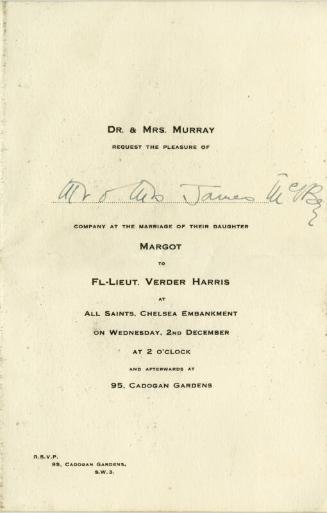 DR. & MRS. MURRAY
REQUEST THE PLEASURE OF
Mr & Mrs James McBey
COMPANY AT THE MARRIAGE OF THEIR DAUGHTER
MARGOT
TO
FL-LIEUT. VERDER HARRIS
AT
ALL SAINTS, CHELSEA EMBANKMENT
ON WEDNESDAY, 2ND DECEMBER
AT 2 O'CLOCK
AND AFTERWARDS AT
95, CADOGAN GARDENS
R.S.V.P.
95, CADOGAN GARDENS,
S.W.3.